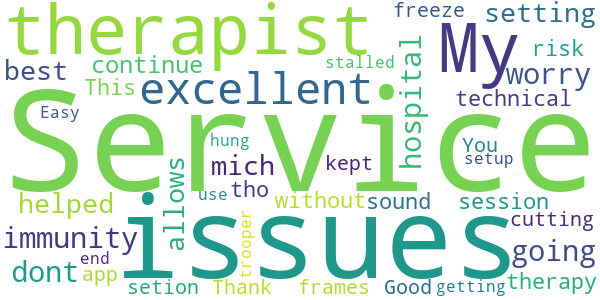 therapist
freeze
setting
My
best
continue
stalled
risk
This
excellent
worry
technical
Easy
Service
hospital
hung
You
setup
mich
kept
allows
tho
use
without
sound
session
helped
trooper
immunity
issues
cutting
going
end
dont
app
setion
Thank
frames
Good
getting
therapy